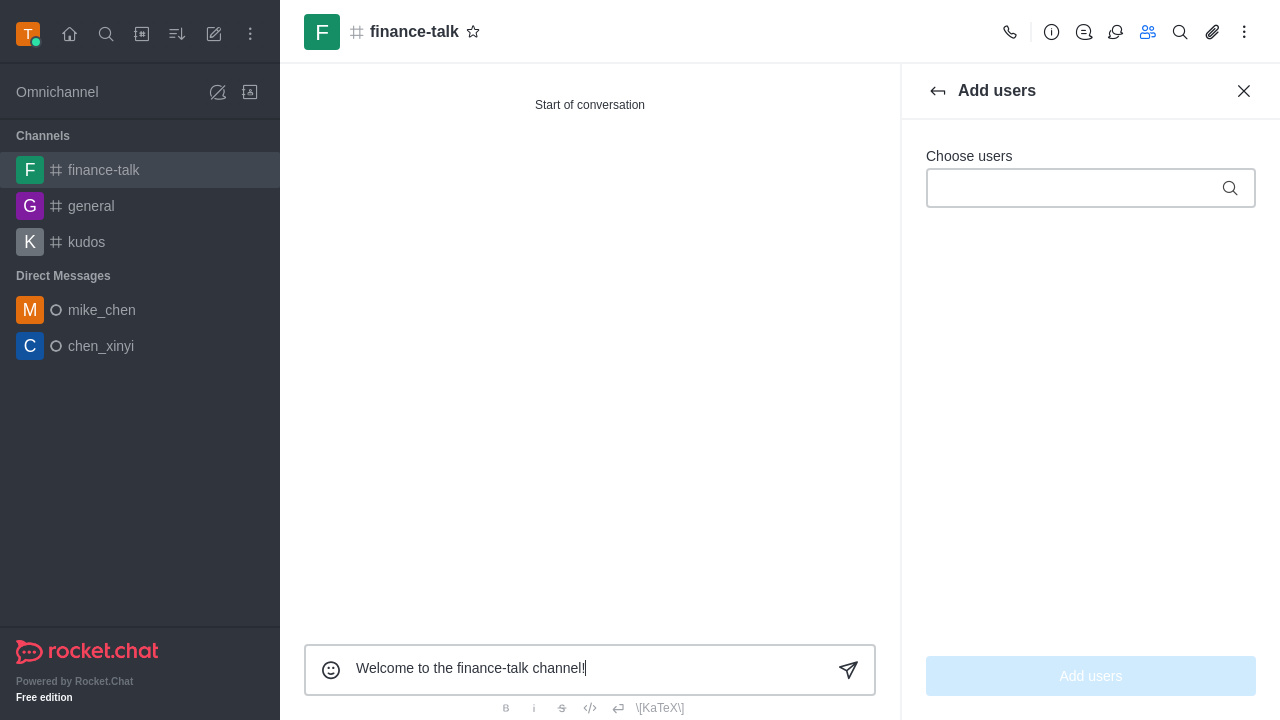 T
Omnichannel
Channels
F finance-talk
G general
K kudos
Direct Messages
M mike_chen
C chen_xinyi
rocket.chat
Powered by Rocket.Chat
Free edition
F finance-talk
Start of conversation
Welcome to the finance-talk channel!
B i S \[KaTeX\]
Add users
Choose users
Add users